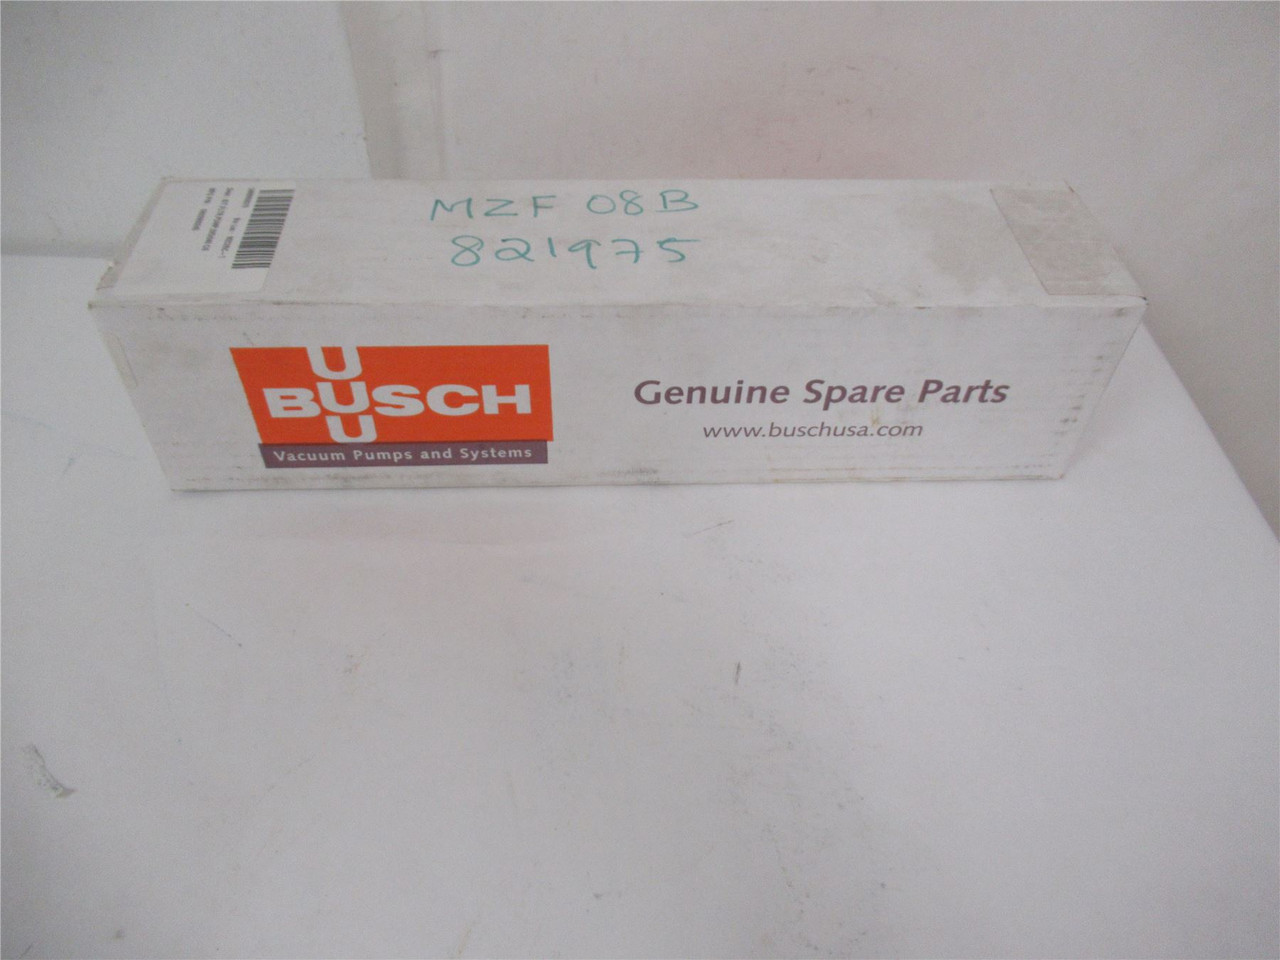 MZF 08B
821975
U
BUSCH
U
Vacuum Pumps and Systems
Genuine Spare Parts
www.buschusa.com